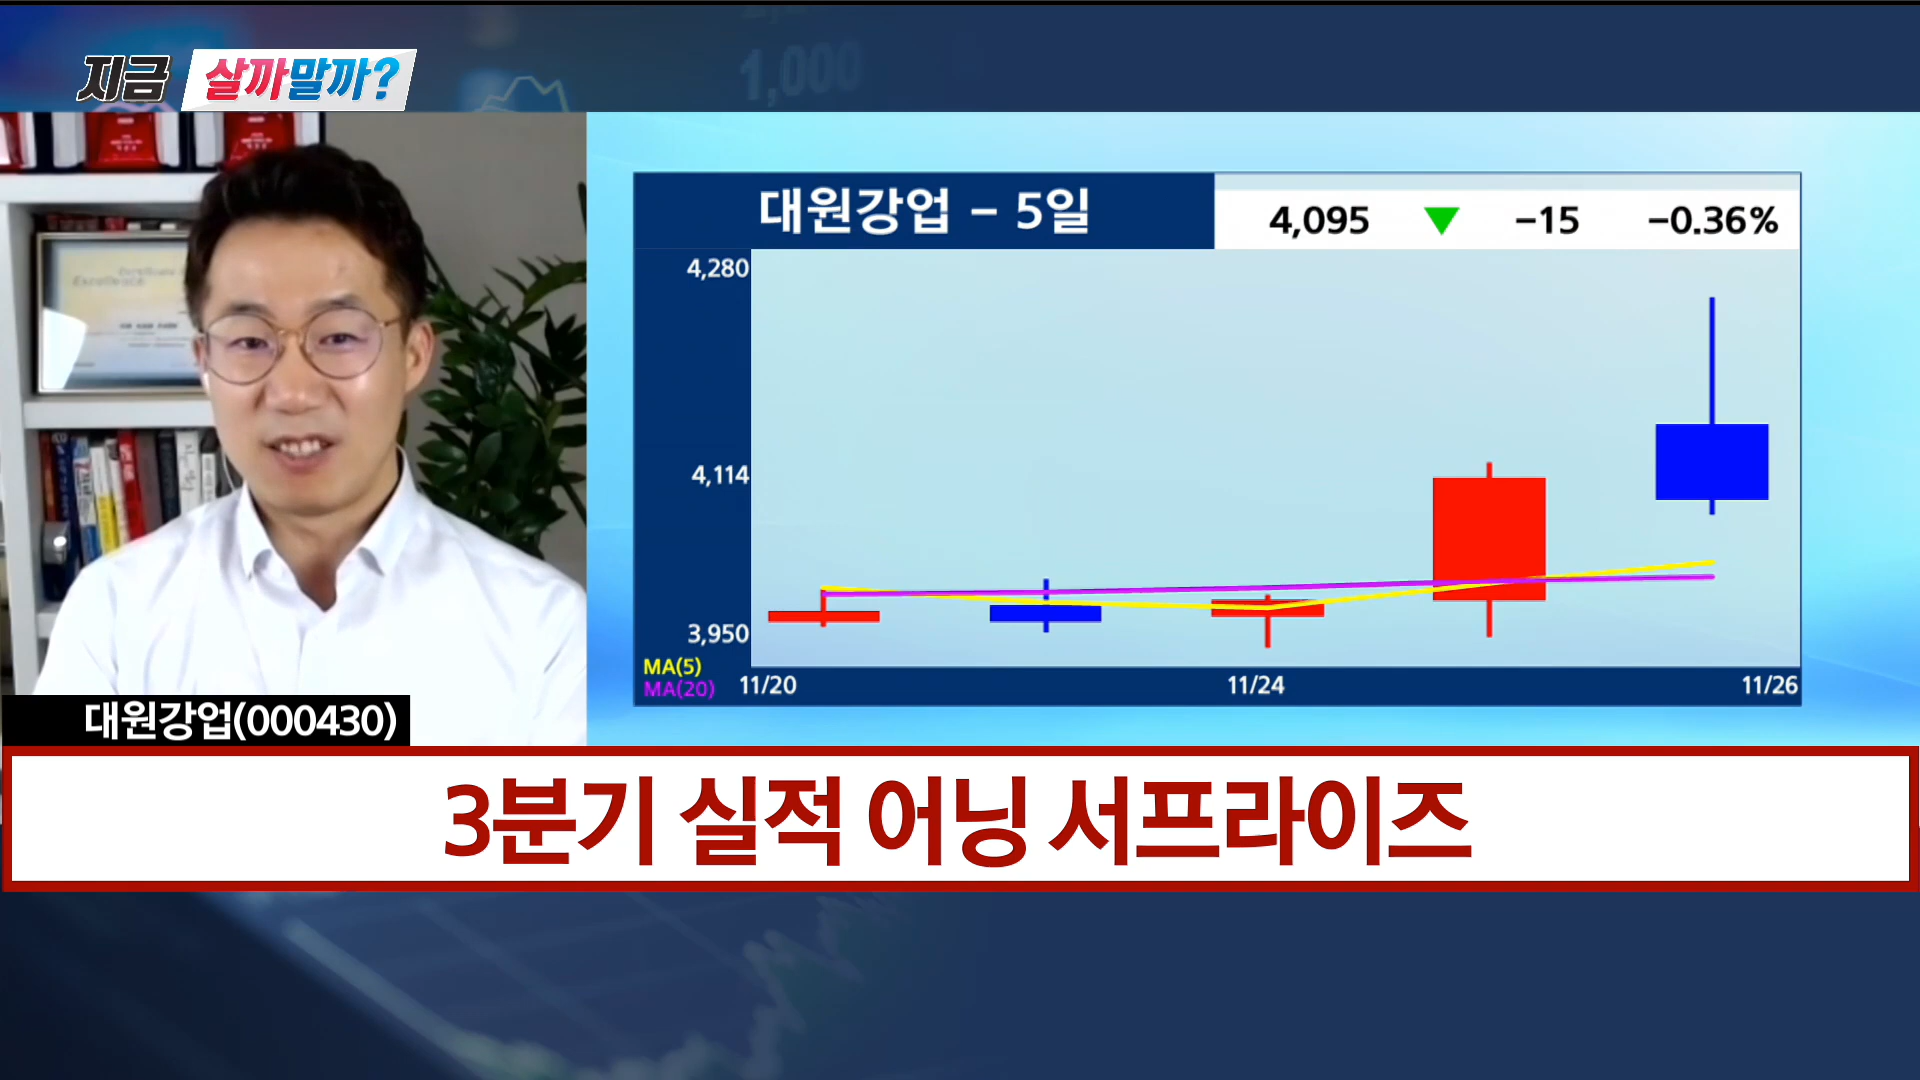 지금 살까말까?
1,000
대원강업 - 5일
4,095 ▼ -15 -0.36%
4,280
4,114
3,950
MA(5)
MA(20)
11/20 11/24 11/26
대원강업(000430)
3분기 실적 어닝 서프라이즈